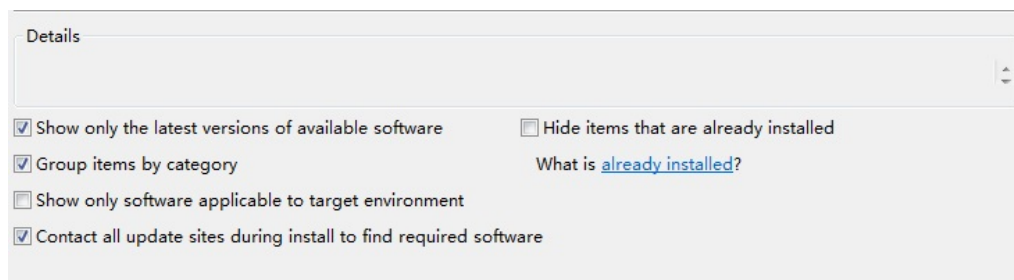 Details
Show only the latest versions of available software
Hide items that are already installed
Group items by category
What is already installed?
Show only software applicable to target environment
Contact all update sites during install to find required software